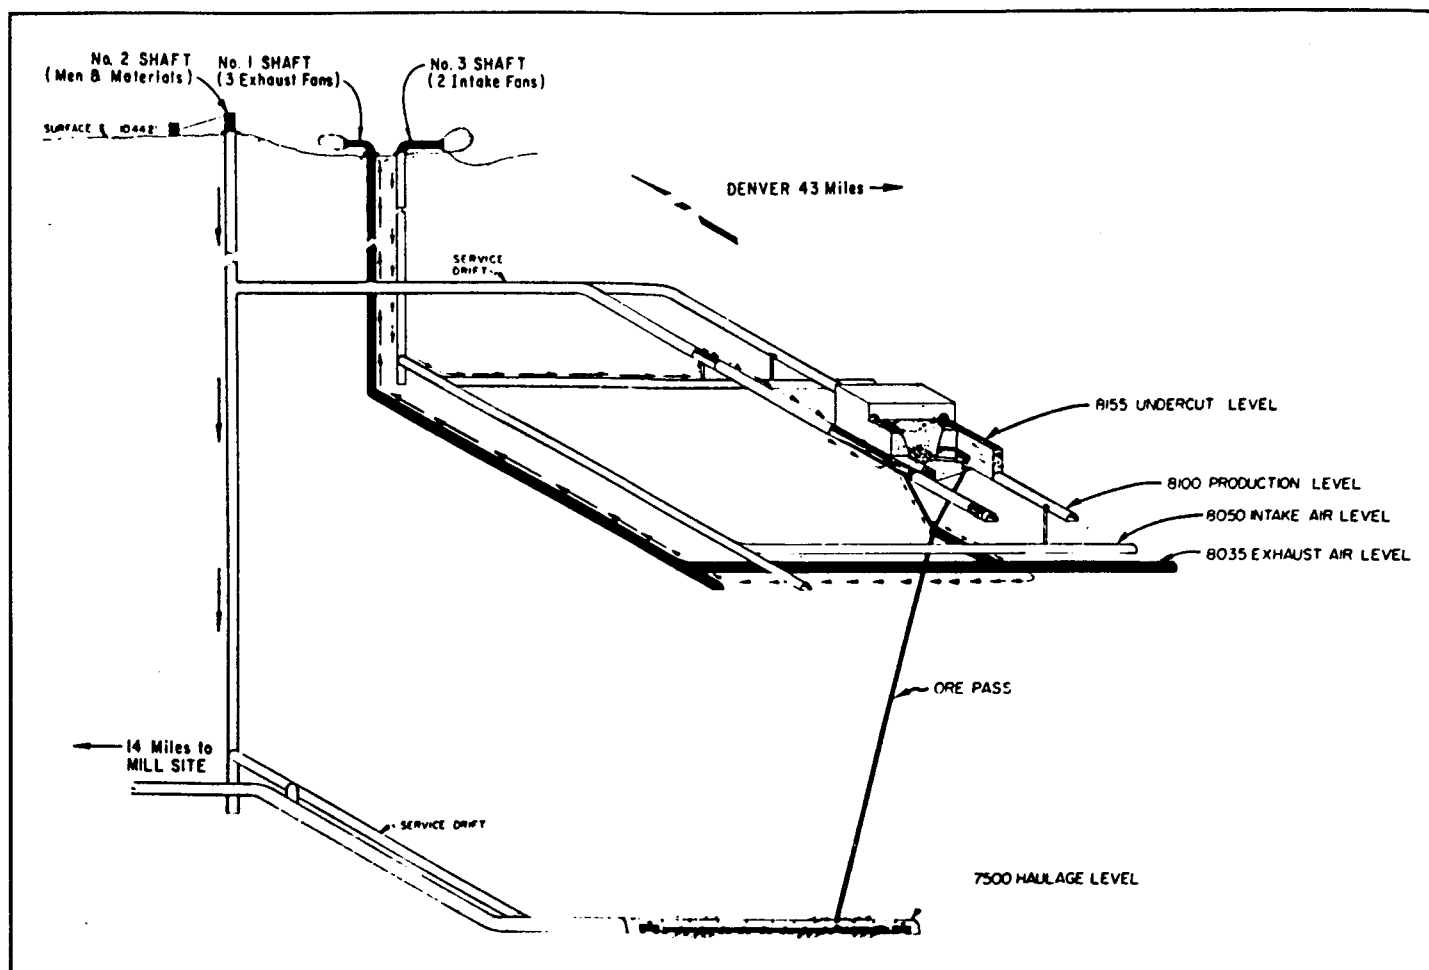 No. 2 SHAFT
(Men & Materials)
No. 1 SHAFT
(3 Exhaust Fans)
No. 3 SHAFT
(2 Intake Fans)
SURFACE E 10442'
DENVER 43 Miles
SERVICE
DRIFT
8155 UNDERCUT LEVEL
8100 PRODUCTION LEVEL
8050 INTAKE AIR LEVEL
8035 EXHAUST AIR LEVEL
ORE PASS
14 Miles to
MILL SITE
SERVICE DRIFT
7500 HAULAGE LEVEL